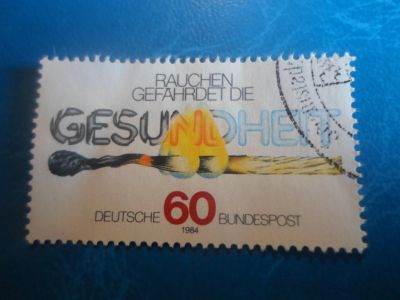 RAUCHEN
GEFÄHRDET DIE
GESUNDHEIT
DEUTSCHE 60 BUNDESPOST
1984